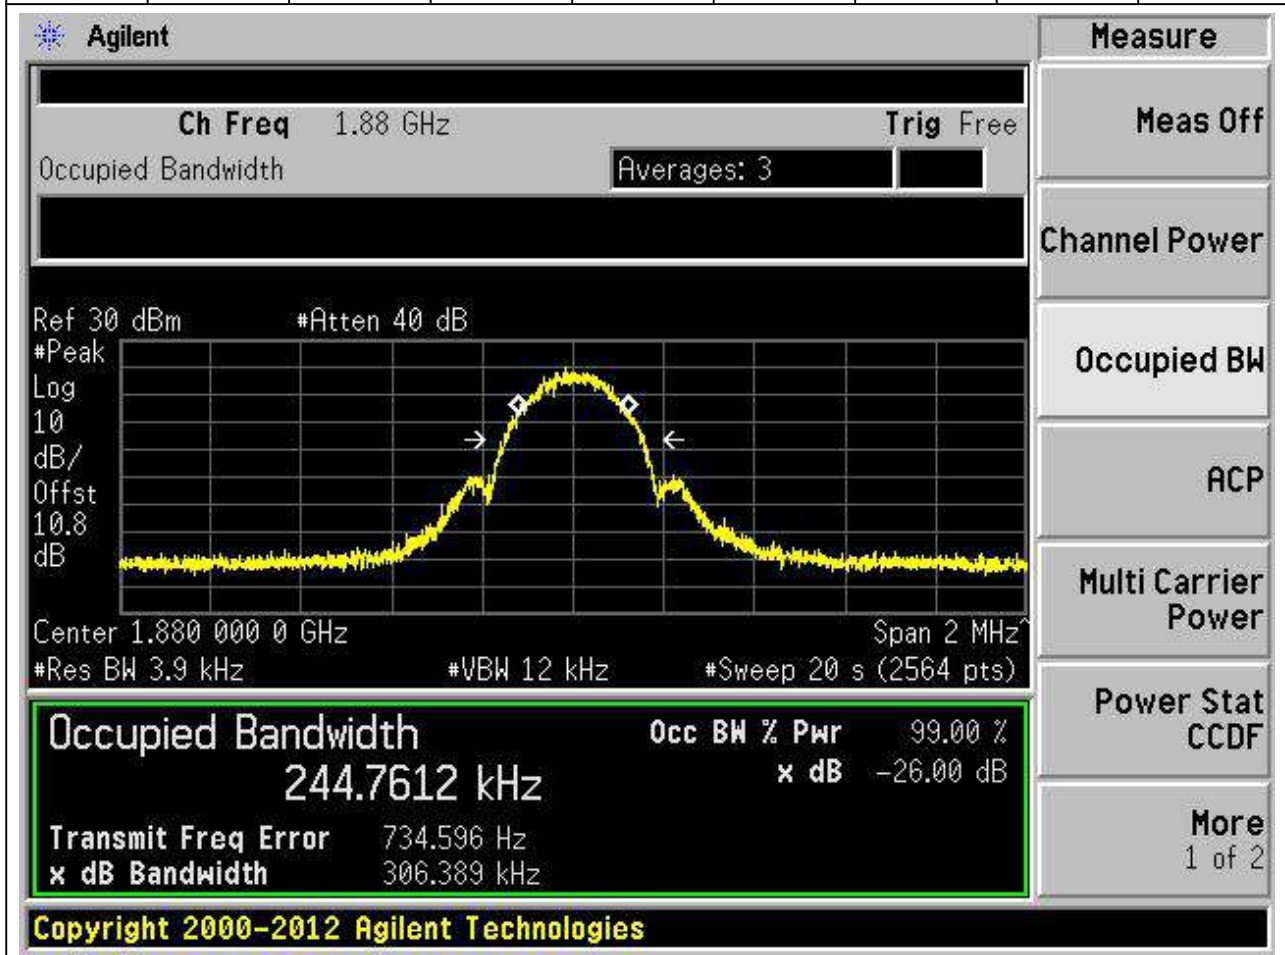 Agilent
Measure
Ch Freq 1.88 GHz Trig Free
Meas Off
Occupied Bandwidth Averages: 3
Channel Power
Ref 30 dBm #Atten 40 dB
#Peak
Log
10
dB/
Offst
10.8
dB
Occupied BW
ACP
Center 1.880 000 0 GHz Span 2 MHz^
#Res BW 3.9 kHz #VBW 12 kHz #Sweep 20 s (2564 pts)
Multi Carrier
Power
Occupied Bandwidth Occ BW % Pwr 99.00 %
244.7612 kHz x dB -26.00 dB
Transmit Freq Error 734.596 Hz
x dB Bandwidth 306.389 kHz
Power Stat
CCDF
More
1 of 2
Copyright 2000-2012 Agilent Technologies